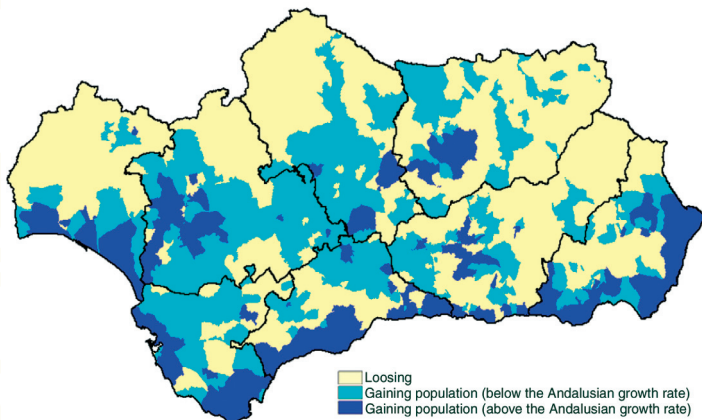 Loosing
Gaining population (below the Andalusian growth rate)
Gaining population (above the Andalusian growth rate)